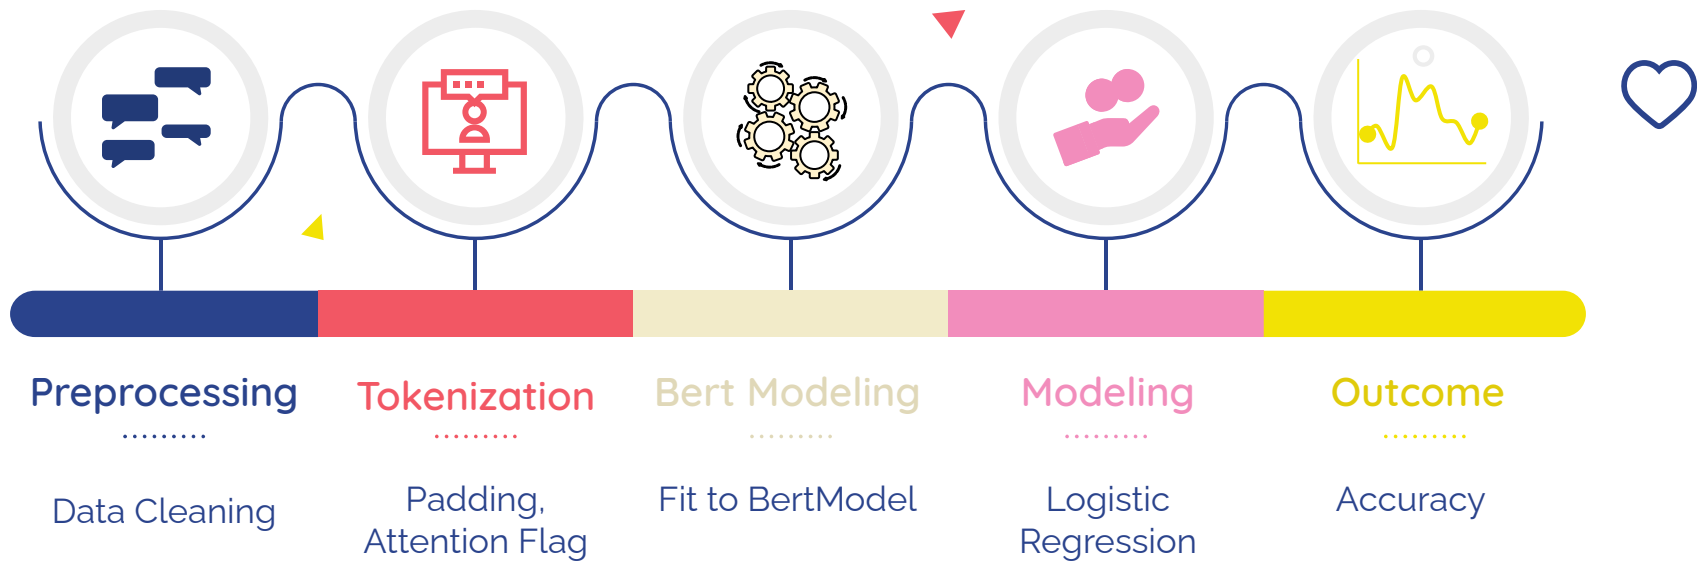 Preprocessing
Data Cleaning
Tokenization
Padding,
Attention Flag
Bert Modeling
Fit to BertModel
Modeling
Logistic
Regression
Outcome
Accuracy